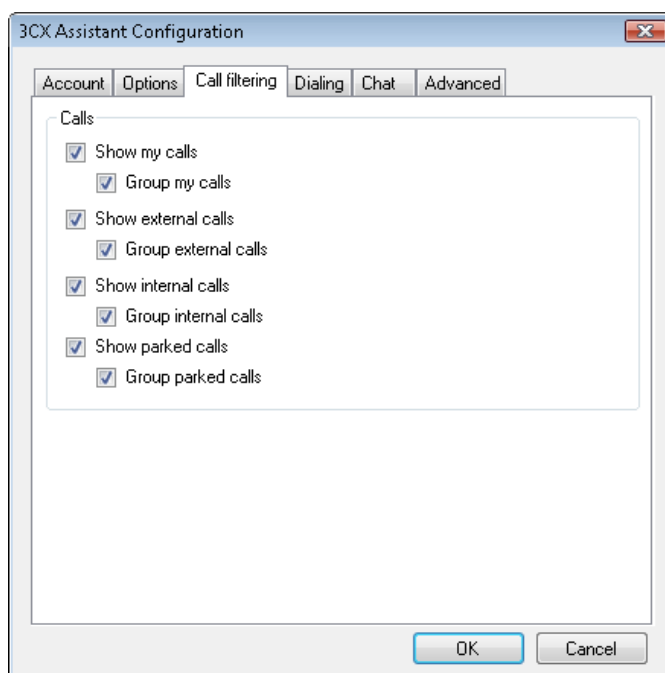 3CX Assistant Configuration
Account Options Call filtering Dialing Chat Advanced
Calls
Show my calls
Group my calls
Show external calls
Group external calls
Show internal calls
Group internal calls
Show parked calls
Group parked calls
OK Cancel